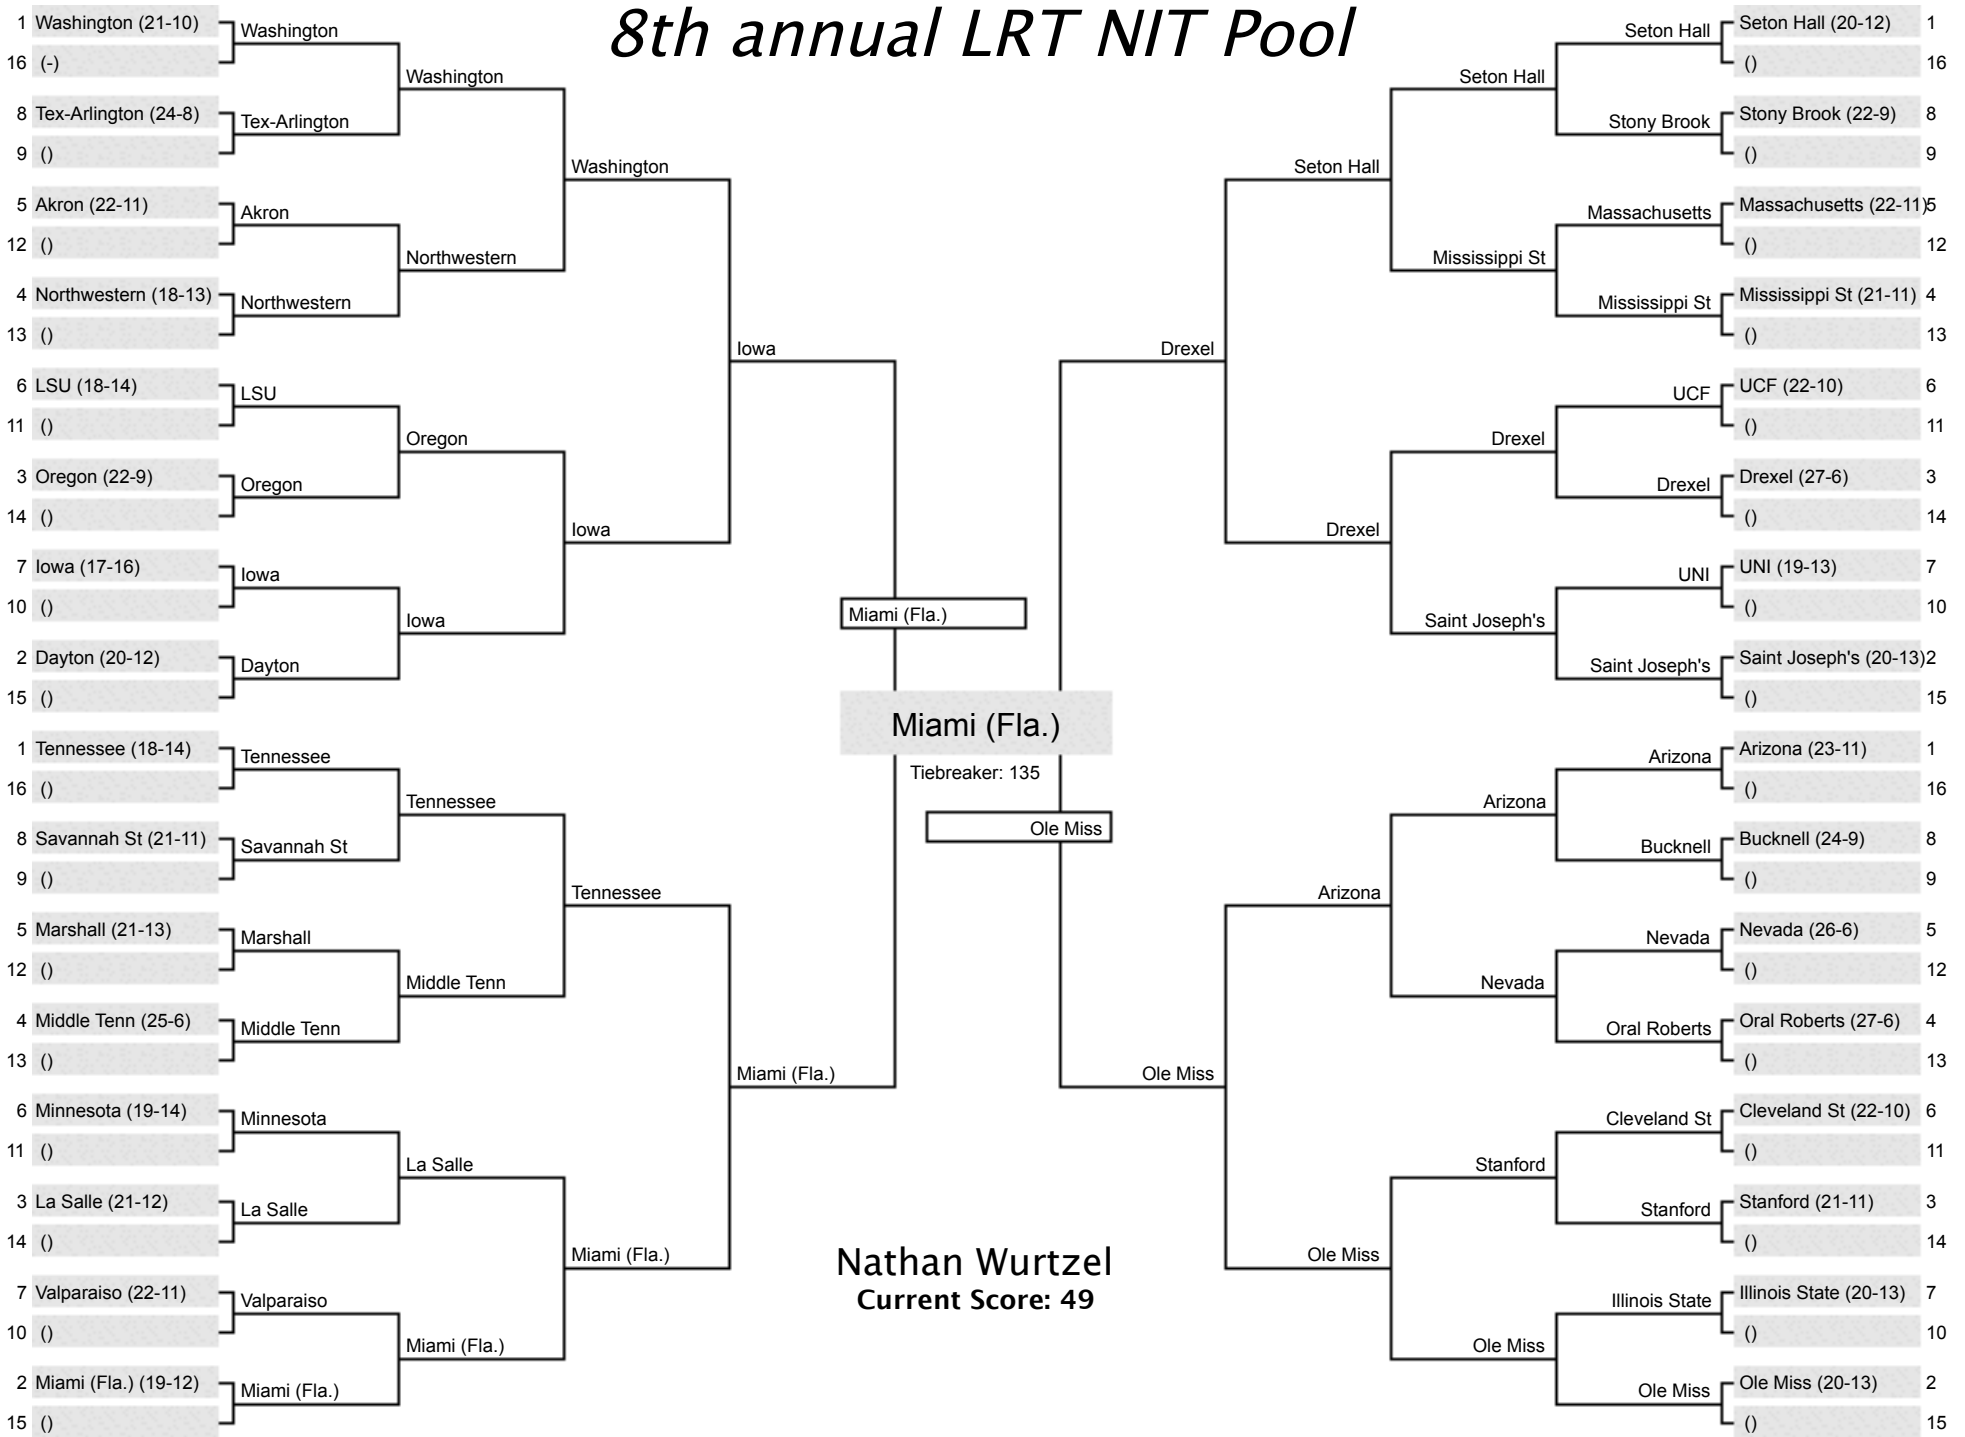 8th annual LRT NIT Pool
1 Washington (21-10)
16 (-)
8 Tex-Arlington (24-8)
9 ()
5 Akron (22-11)
12 ()
4 Northwestern (18-13)
13 ()
6 LSU (18-14)
11 ()
3 Oregon (22-9)
14 ()
7 Iowa (17-16)
10 ()
2 Dayton (20-12)
15 ()
1 Tennessee (18-14)
16 ()
8 Savannah St (21-11)
9 ()
5 Marshall (21-13)
12 ()
4 Middle Tenn (25-6)
13 ()
6 Minnesota (19-14)
11 ()
3 La Salle (21-12)
14 ()
7 Valparaiso (22-11)
10 ()
2 Miami (Fla.) (19-12)
15 ()
Washington
Tex-Arlington
Akron
Northwestern
LSU
Oregon
Iowa
Dayton
Tennessee
Savannah St
Marshall
Middle Tenn
Minnesota
La Salle
Valparaiso
Miami (Fla.)
Washington
Northwestern
Oregon
Iowa
Tennessee
Middle Tenn
La Salle
Miami (Fla.)
Washington
Iowa
Tennessee
Miami (Fla.)
Iowa
Miami (Fla.)
Miami (Fla.)
Miami (Fla.)
Tiebreaker: 135
Ole Miss
Nathan Wurtzel
Current Score: 49
Drexel
Ole Miss
Seton Hall
Drexel
Arizona
Ole Miss
Seton Hall
Mississippi St
Drexel
Saint Joseph's
Arizona
Nevada
Stanford
Ole Miss
Seton Hall
Stony Brook
Massachusetts
Mississippi St
UCF
Drexel
UNI
Saint Joseph's
Arizona
Bucknell
Nevada
Oral Roberts
Cleveland St
Stanford
Illinois State
Ole Miss
Seton Hall (20-12) 1
() 16
Stony Brook (22-9) 8
() 9
Massachusetts (22-11) 5
() 12
Mississippi St (21-11) 4
() 13
UCF (22-10) 6
() 11
Drexel (27-6) 3
() 14
UNI (19-13) 7
() 10
Saint Joseph's (20-13) 2
() 15
Arizona (23-11) 1
() 16
Bucknell (24-9) 8
() 9
Nevada (26-6) 5
() 12
Oral Roberts (27-6) 4
() 13
Cleveland St (22-10) 6
() 11
Stanford (21-11) 3
() 14
Illinois State (20-13) 7
() 10
Ole Miss (20-13) 2
() 15